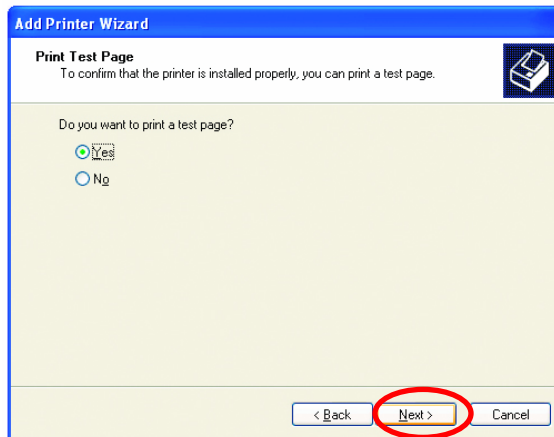 Add Printer Wizard
Print Test Page
To confirm that the printer is installed properly, you can print a test page.
Do you want to print a test page?
Yes
No
< Back
Next >
Cancel